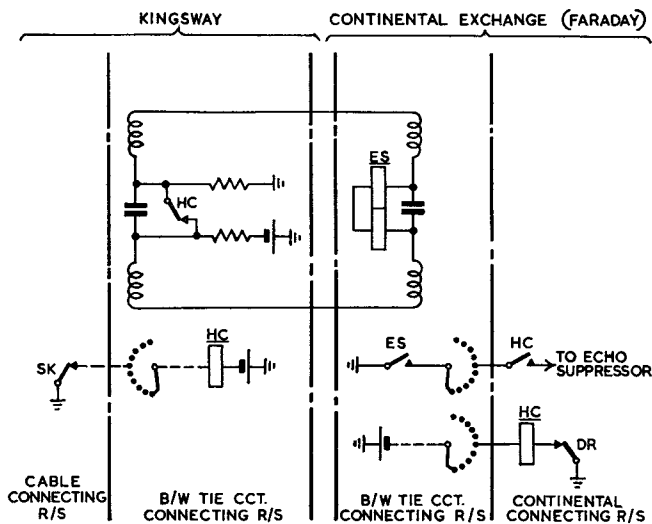 KINGSWAY
CONTINENTAL EXCHANGE (FARADAY)
ES
HC
HC
ES
HC
SK
TO ECHO
SUPPRESSOR
HC
DR
CABLE
CONNECTING
R/S
B/W TIE CCT.
CONNECTING R/S
B/W TIE CCT.
CONNECTING R/S
CONTINENTAL
CONNECTING R/S